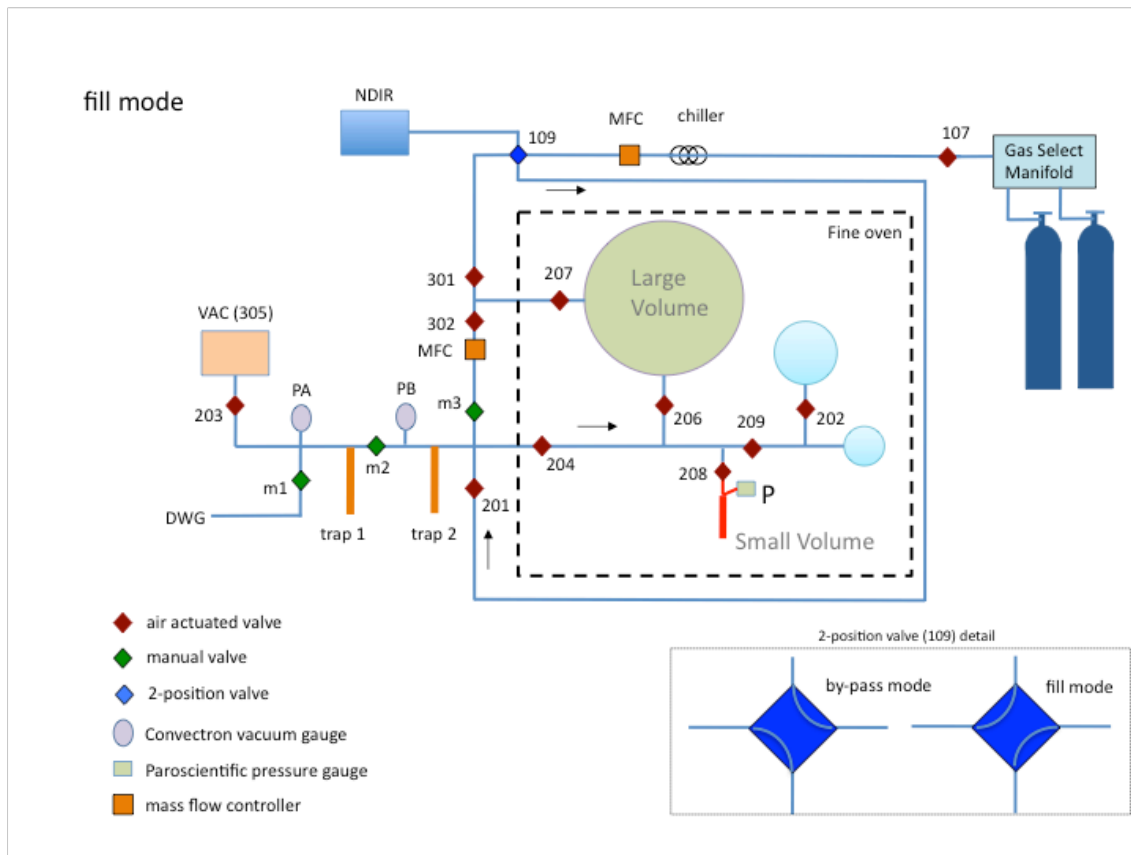 fill mode
NDIR
109
MFC
chiller
107
Gas Select
Manifold
Fine oven
301
207
Large
Volume
VAC (305)
302
MFC
PA
PB
203
m3
206
209
202
m2
204
208
P
m1
201
DWG
trap 1
trap 2
Small Volume
air actuated valve
manual valve
2-position valve
Convectron vacuum gauge
Paroscientific pressure gauge
mass flow controller
2-position valve (109) detail
by-pass mode
fill mode